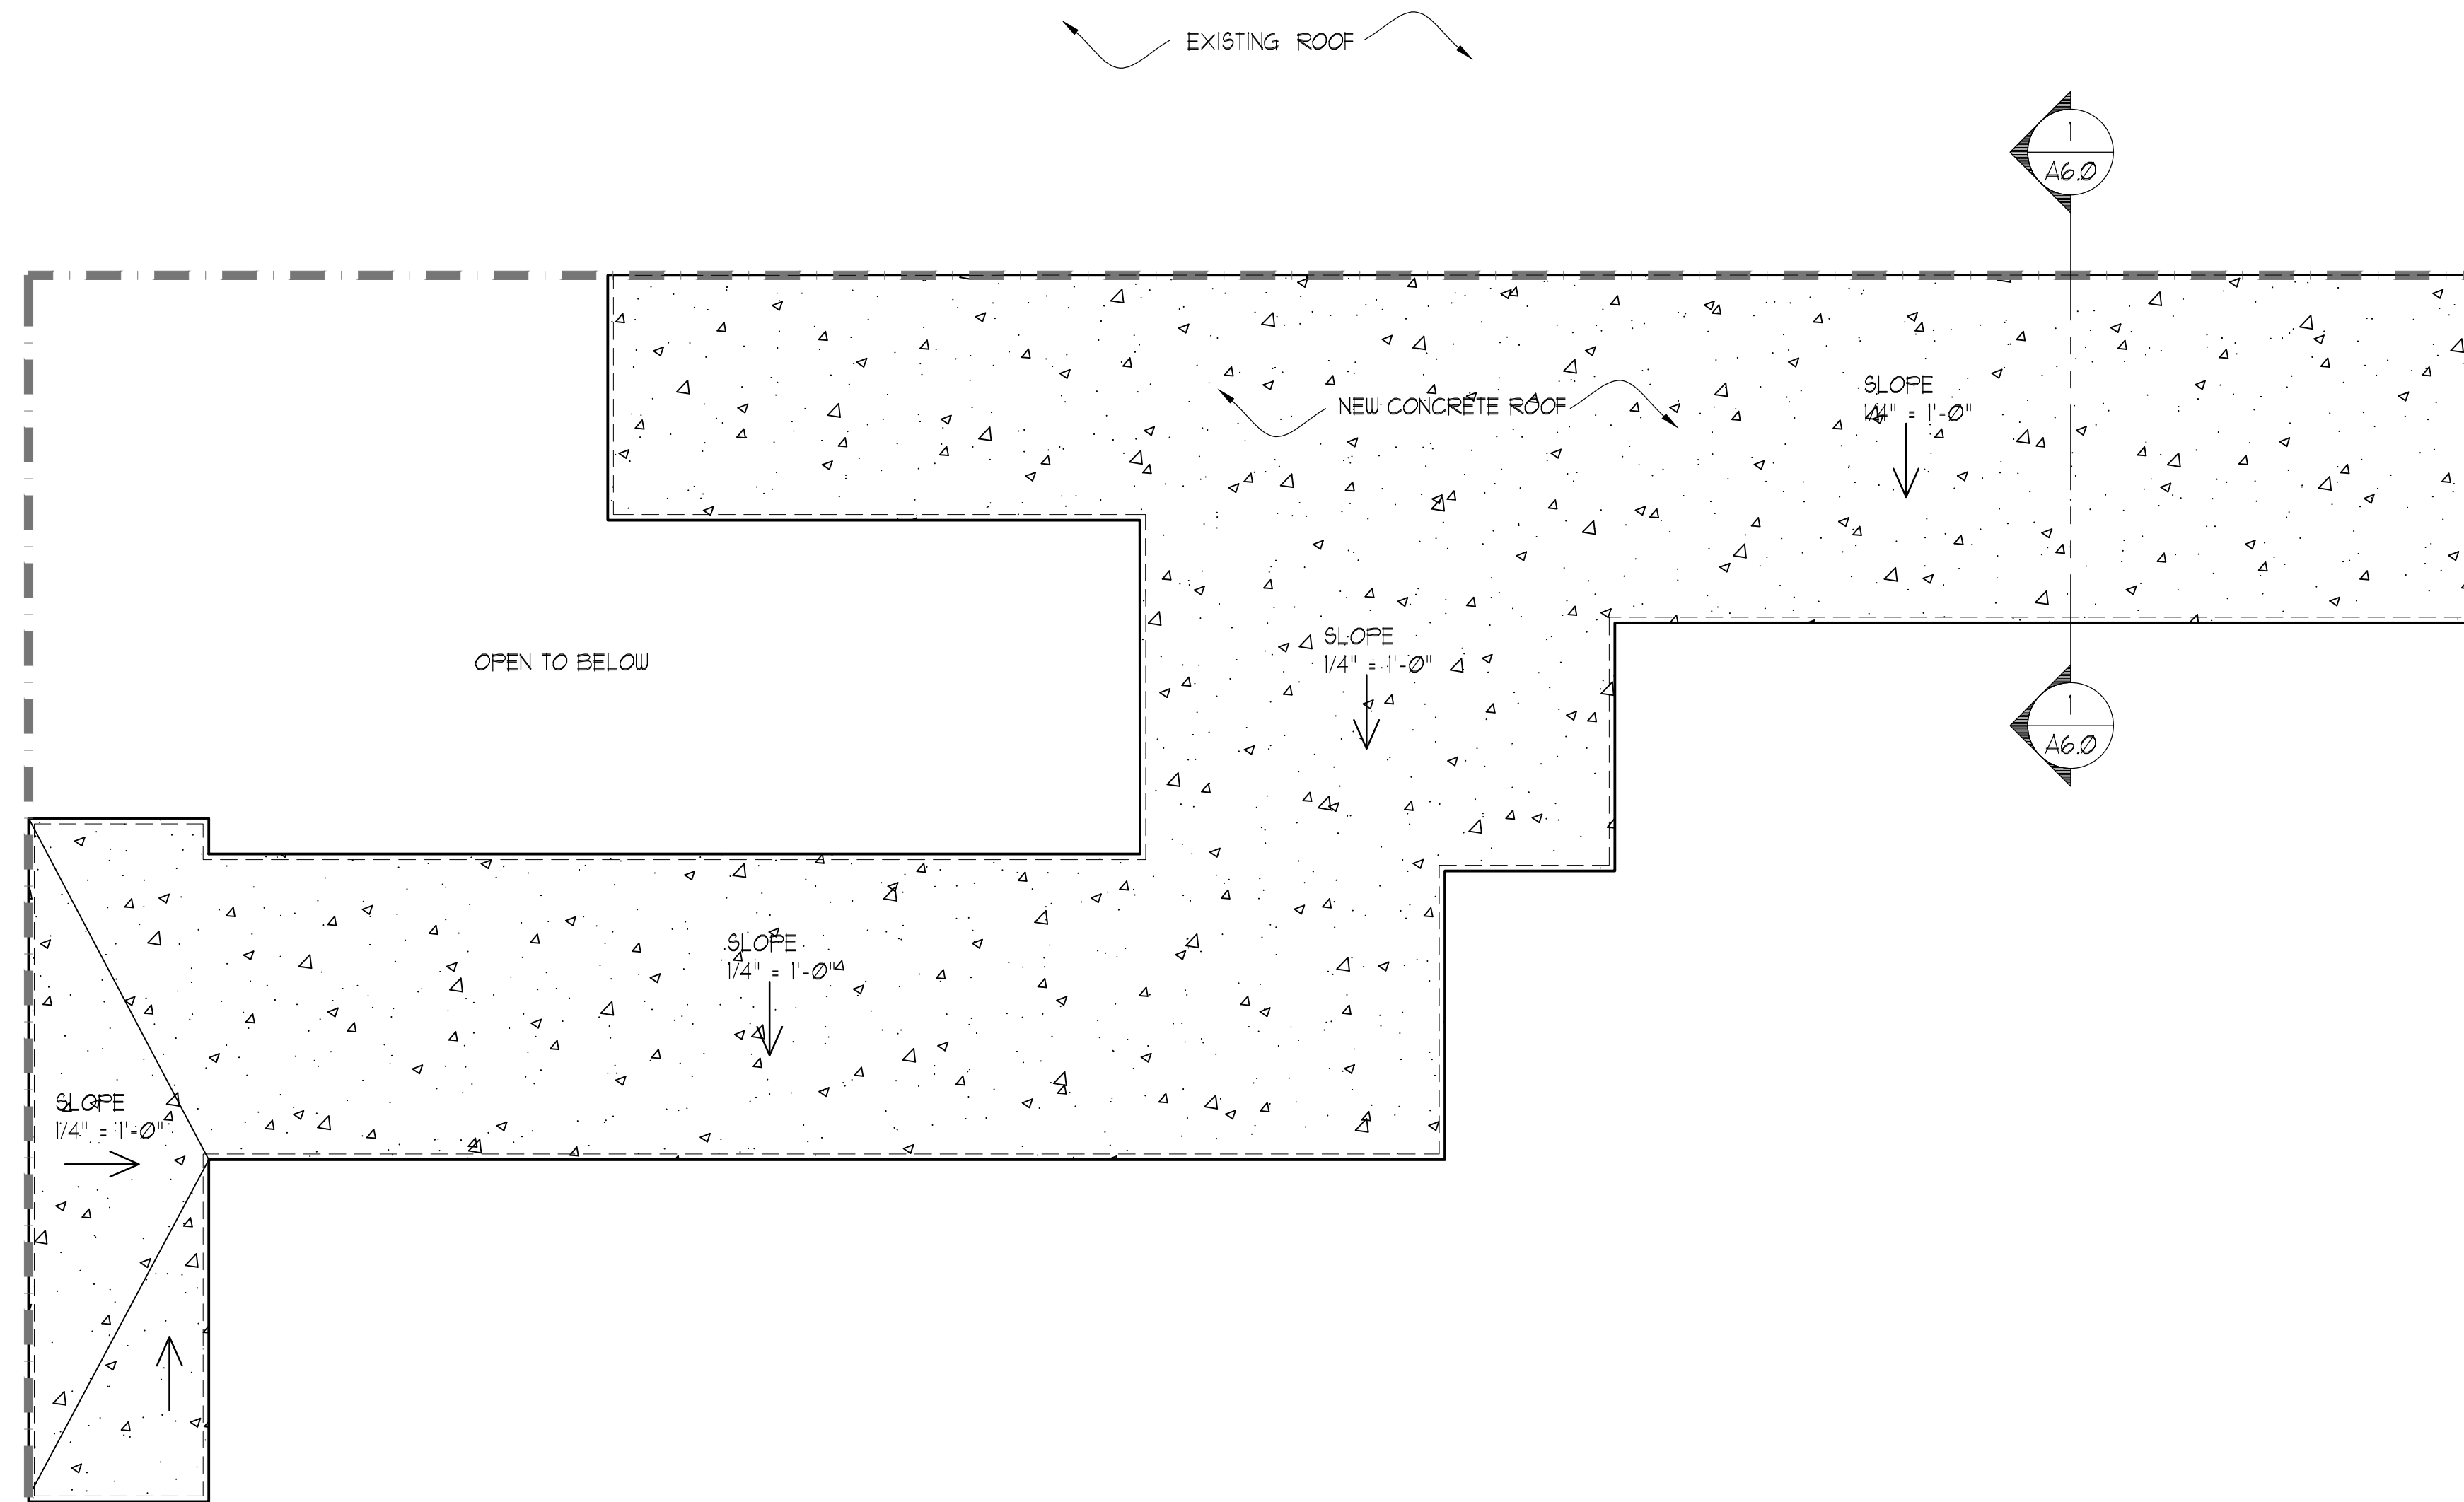 EXISTING ROOF
1
A6.0
SLOPE
1/4" = 1'-0"
NEW CONCRETE ROOF
SLOPE
1/4" = 1'-0"
OPEN TO BELOW
1
A6.0
SLOPE
1/4" = 1'-0"
SLOPE
1/4" = 1'-0"